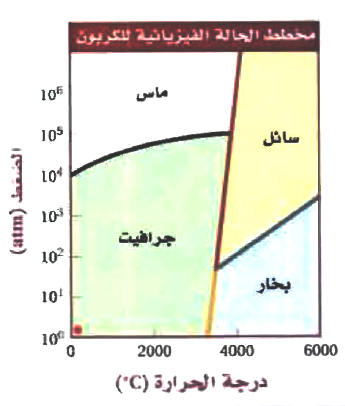 مخطط الحالة الفيزيائية للكربون
الضغط (atm)
10⁶
10⁵
10⁴
10³
10²
10¹
10⁰
ماس
سائل
جرافيت
بخار
0 2000 4000 6000
درجة الحرارة (°C)